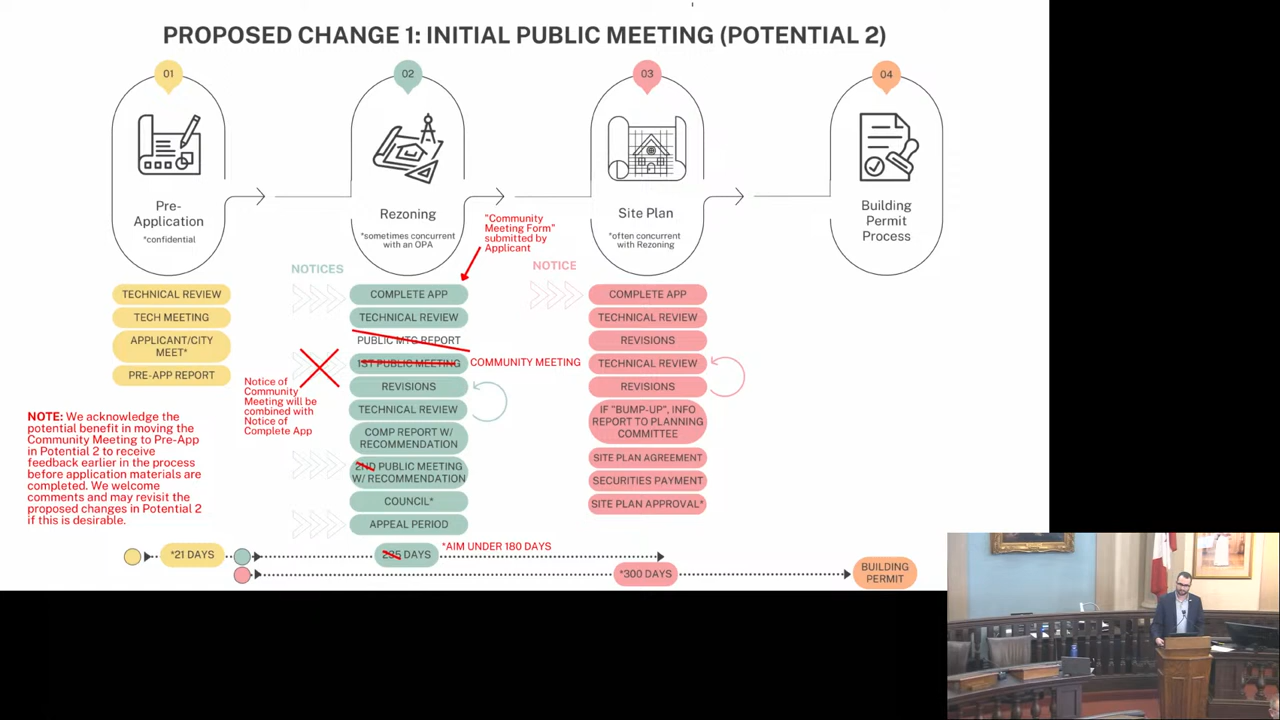 PROPOSED CHANGE 1: INITIAL PUBLIC MEETING (POTENTIAL 2)
01
Pre-
Application
*confidential
TECHNICAL REVIEW
TECH MEETING
APPLICANT/CITY
MEET*
PRE-APP REPORT
NOTE: We acknowledge the
potential benefit in moving the
Community Meeting to Pre-App
in Potential 2 to receive
feedback earlier in the process
before application materials are
completed. We welcome
comments and may revisit the
proposed changes in Potential 2
if this is desirable.
02
Rezoning
*sometimes concurrent
with an OPA
"Community
Meeting Form"
submitted by
Applicant
NOTICES
COMPLETE APP
TECHNICAL REVIEW
PUBLIC MTG REPORT
1ST PUBLIC MEETING
COMMUNITY MEETING
Notice of
Community
Meeting will be
combined with
Notice of
Complete App
REVISIONS
TECHNICAL REVIEW
COMP REPORT W/
RECOMMENDATION
2ND PUBLIC MEETING
W/ RECOMMENDATION
COUNCIL*
APPEAL PERIOD
03
Site Plan
*often concurrent
with Rezoning
NOTICE
COMPLETE APP
TECHNICAL REVIEW
REVISIONS
TECHNICAL REVIEW
REVISIONS
IF "BUMP-UP", INFO
REPORT TO PLANNING
COMMITTEE
SITE PLAN AGREEMENT
SECURITIES PAYMENT
SITE PLAN APPROVAL*
04
Building
Permit
Process
*21 DAYS
DAYS
*AIM UNDER 180 DAYS
*300 DAYS
BUILDING
PERMIT